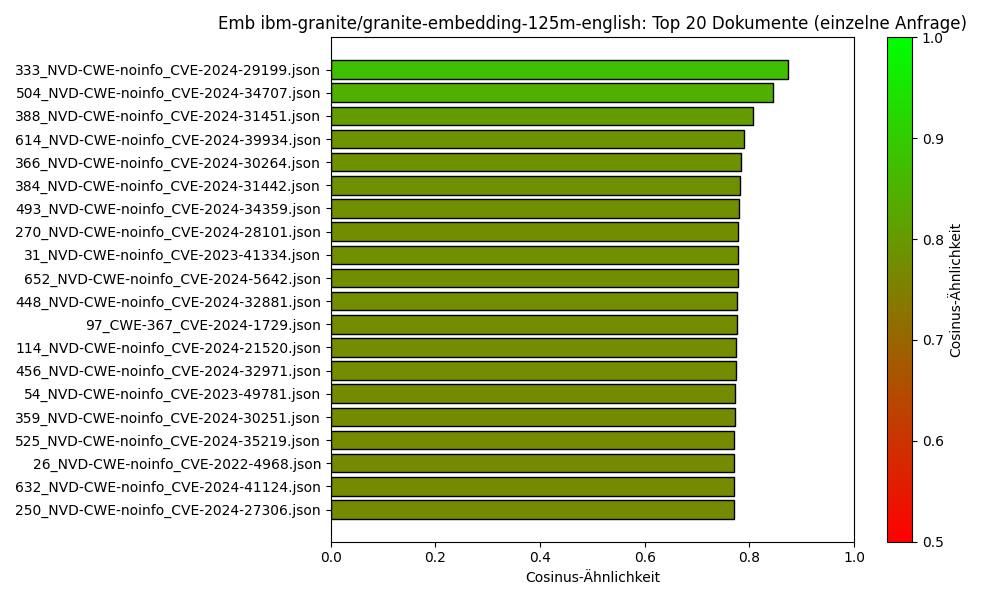 Emb ibm-granite/granite-embedding-125m-english: Top 20 Dokumente (einzelne Anfrage)
333_NVD-CWE-noinfo_CVE-2024-29199.json
504_NVD-CWE-noinfo_CVE-2024-34707.json
388_NVD-CWE-noinfo_CVE-2024-31451.json
614_NVD-CWE-noinfo_CVE-2024-39934.json
366_NVD-CWE-noinfo_CVE-2024-30264.json
384_NVD-CWE-noinfo_CVE-2024-31442.json
493_NVD-CWE-noinfo_CVE-2024-34359.json
270_NVD-CWE-noinfo_CVE-2024-28101.json
31_NVD-CWE-noinfo_CVE-2023-41334.json
652_NVD-CWE-noinfo_CVE-2024-5642.json
448_NVD-CWE-noinfo_CVE-2024-32881.json
97_CWE-367_CVE-2024-1729.json
114_NVD-CWE-noinfo_CVE-2024-21520.json
456_NVD-CWE-noinfo_CVE-2024-32971.json
54_NVD-CWE-noinfo_CVE-2023-49781.json
359_NVD-CWE-noinfo_CVE-2024-30251.json
525_NVD-CWE-noinfo_CVE-2024-35219.json
26_NVD-CWE-noinfo_CVE-2022-4968.json
632_NVD-CWE-noinfo_CVE-2024-41124.json
250_NVD-CWE-noinfo_CVE-2024-27306.json
0.0 0.2 0.4 0.6 0.8 1.0
Cosinus-Ähnlichkeit
1.0
0.9
0.8
0.7
0.6
0.5
Cosinus-Ähnlichkeit